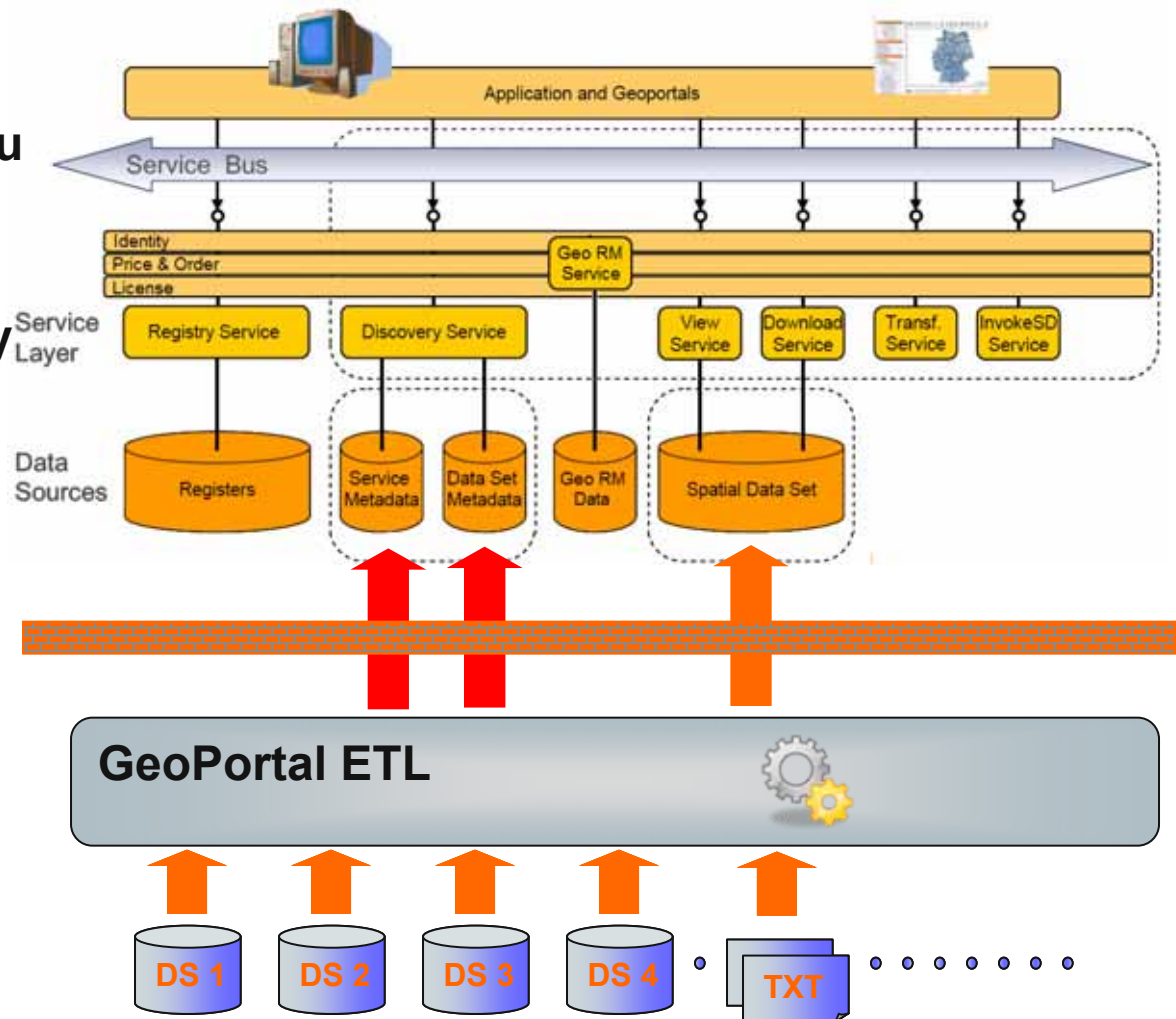 Application and Geoportals
u
Service Bus
Identity
Price & Order
License
Geo RM
Service
y
Service
Layer
Registry Service
Discovery Service
View
Service
Download
Service
Transf.
Service
InvokeSD
Service
Data
Sources
Registers
Service
Metadata
Data Set
Metadata
Geo RM
Data
Spatial Data Set
GeoPortal ETL
DS 1
DS 2
DS 3
DS 4
TXT